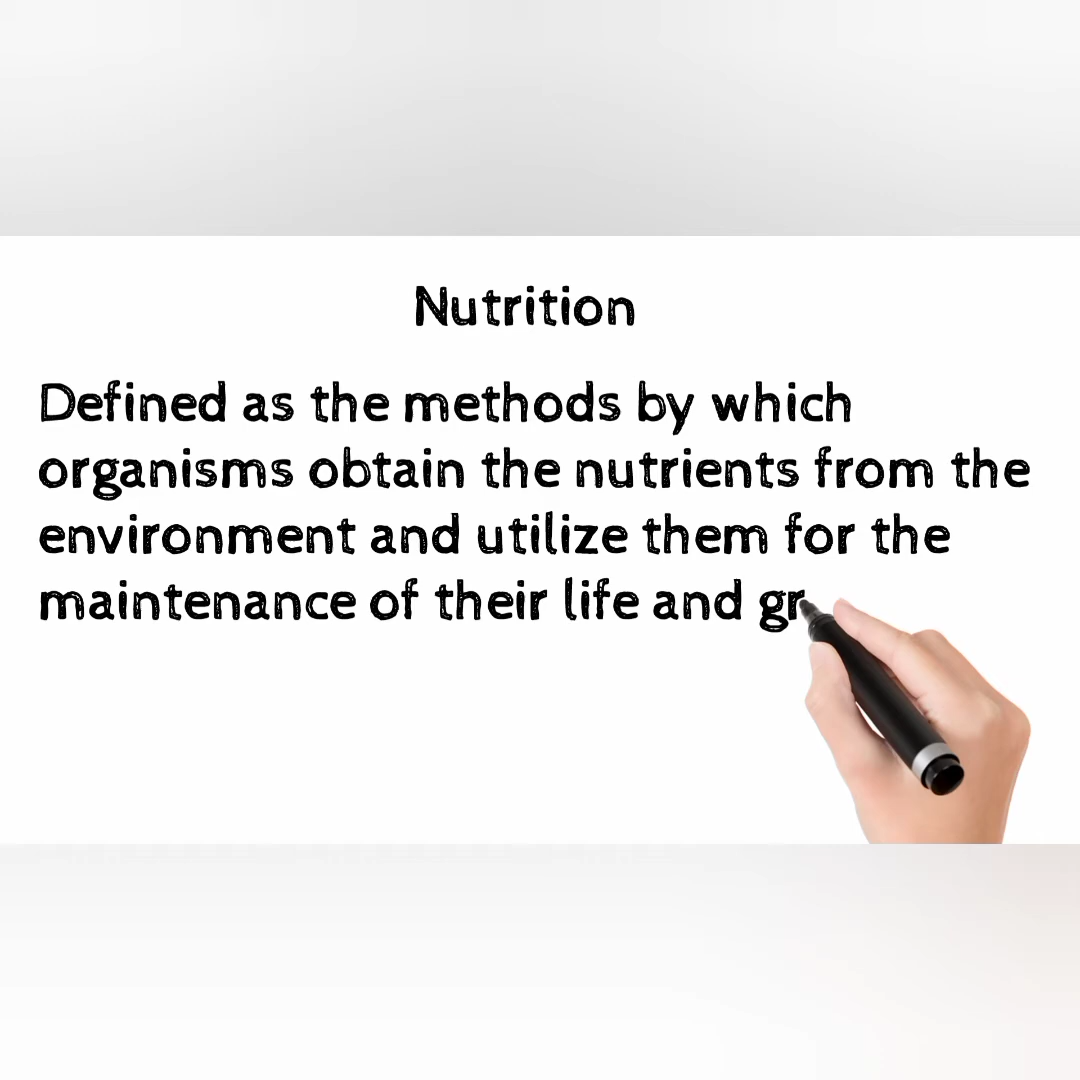 Nutrition
Defined as the methods by which
organisms obtain the nutrients from the
environment and utilize them for the
maintenance of their life and gr